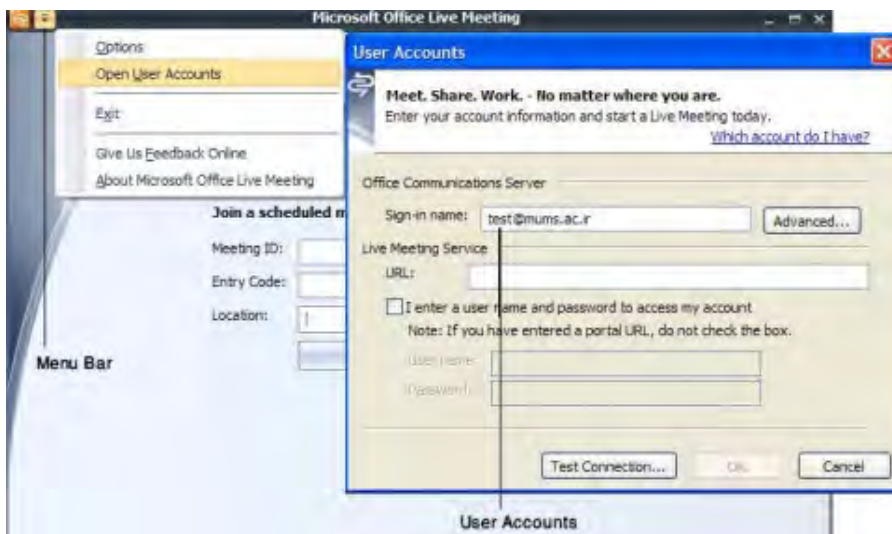 Microsoft Office Live Meeting
Options
Open User Accounts
Exit
Give Us Feedback Online
About Microsoft Office Live Meeting
Join a scheduled m
Meeting ID:
Entry Code:
Location:
Menu Bar
User Accounts
Meet. Share. Work. - No matter where you are.
Enter your account information and start a Live Meeting today.
Which account do I have?
Office Communications Server
Sign-in name: test@mums.ac.ir Advanced...
Live Meeting Service
URL:
I enter a user name and password to access my account
Note: If you have entered a portal URL, do not check the box.
User name:
Password:
Test Connection... OK Cancel
User Accounts